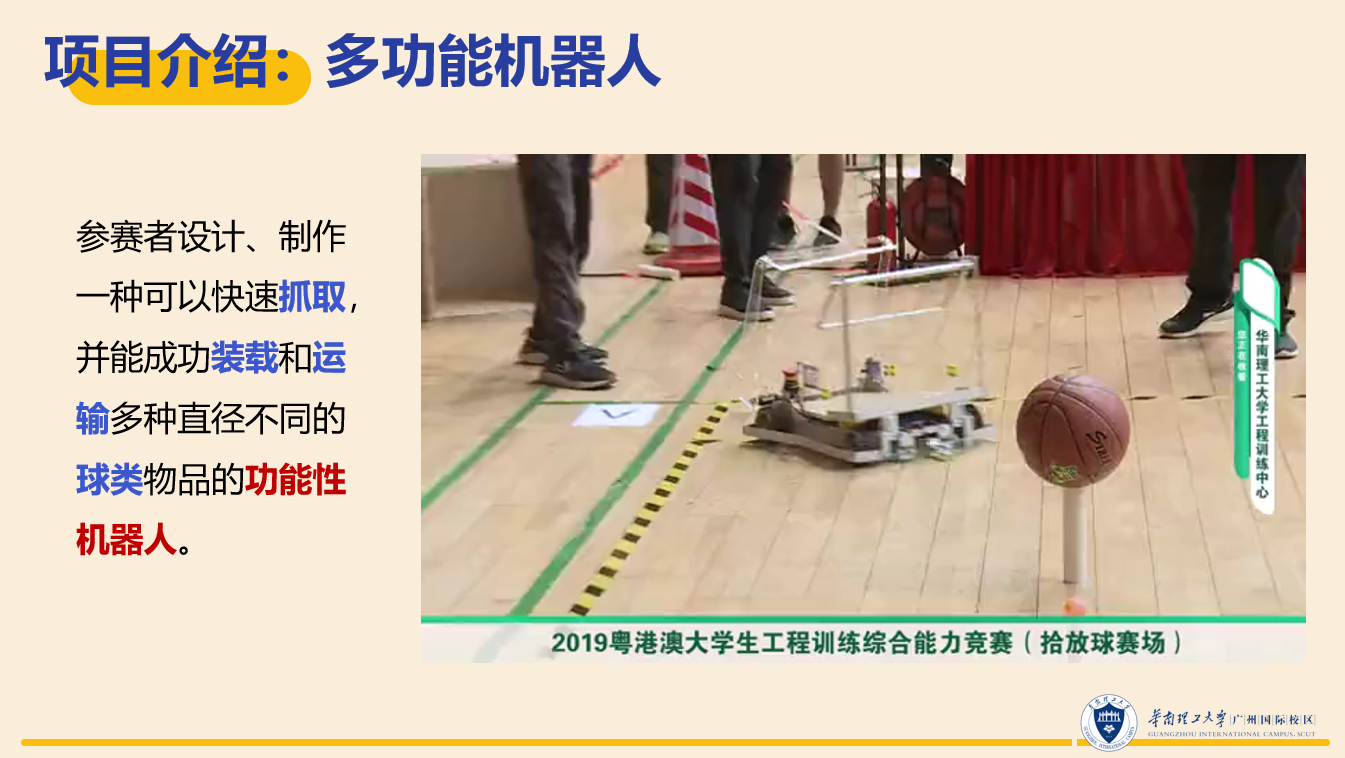 项目介绍：多功能机器人
参赛者设计、制作
一种可以快速抓取，
并能成功装载和运
输多种直径不同的
球类物品的功能性
机器人。
您正在收看
华南理工大学工程训练中心
2019粤港澳大学生工程训练综合能力竞赛（拾放球赛场）
华南理工大学|广州国际校区
GUANGZHOU INTERNATIONAL CAMPUS, SCUT